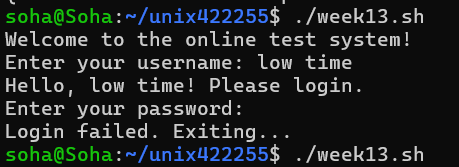 soha@Soha:~/unix422255$ ./week13.sh
Welcome to the online test system!
Enter your username: low time
Hello, low time! Please login.
Enter your password:
Login failed. Exiting...
soha@Soha:~/unix422255$ ./week13.sh